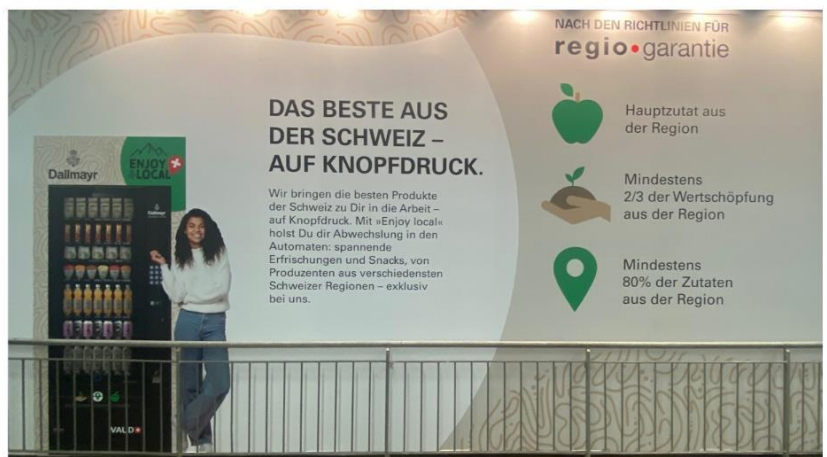 NACH DEN RICHTLINIEN FÜR
regio•garantie
DAS BESTE AUS
DER SCHWEIZ –
AUF KNOPFDRUCK.
Wir bringen die besten Produkte
der Schweiz zu Dir in die Arbeit –
auf Knopfdruck. Mit »Enjoy local«
holst Du dir Abwechslung in den
Automaten: spannende
Erfrischungen und Snacks, von
Produzenten aus verschiedensten
Schweizer Regionen – exklusiv
bei uns.
Hauptzutat aus
der Region
Mindestens
2/3 der Wertschöpfung
aus der Region
Mindestens
80% der Zutaten
aus der Region
Dallmayr
ENJOY
LOCAL
Dallmayr